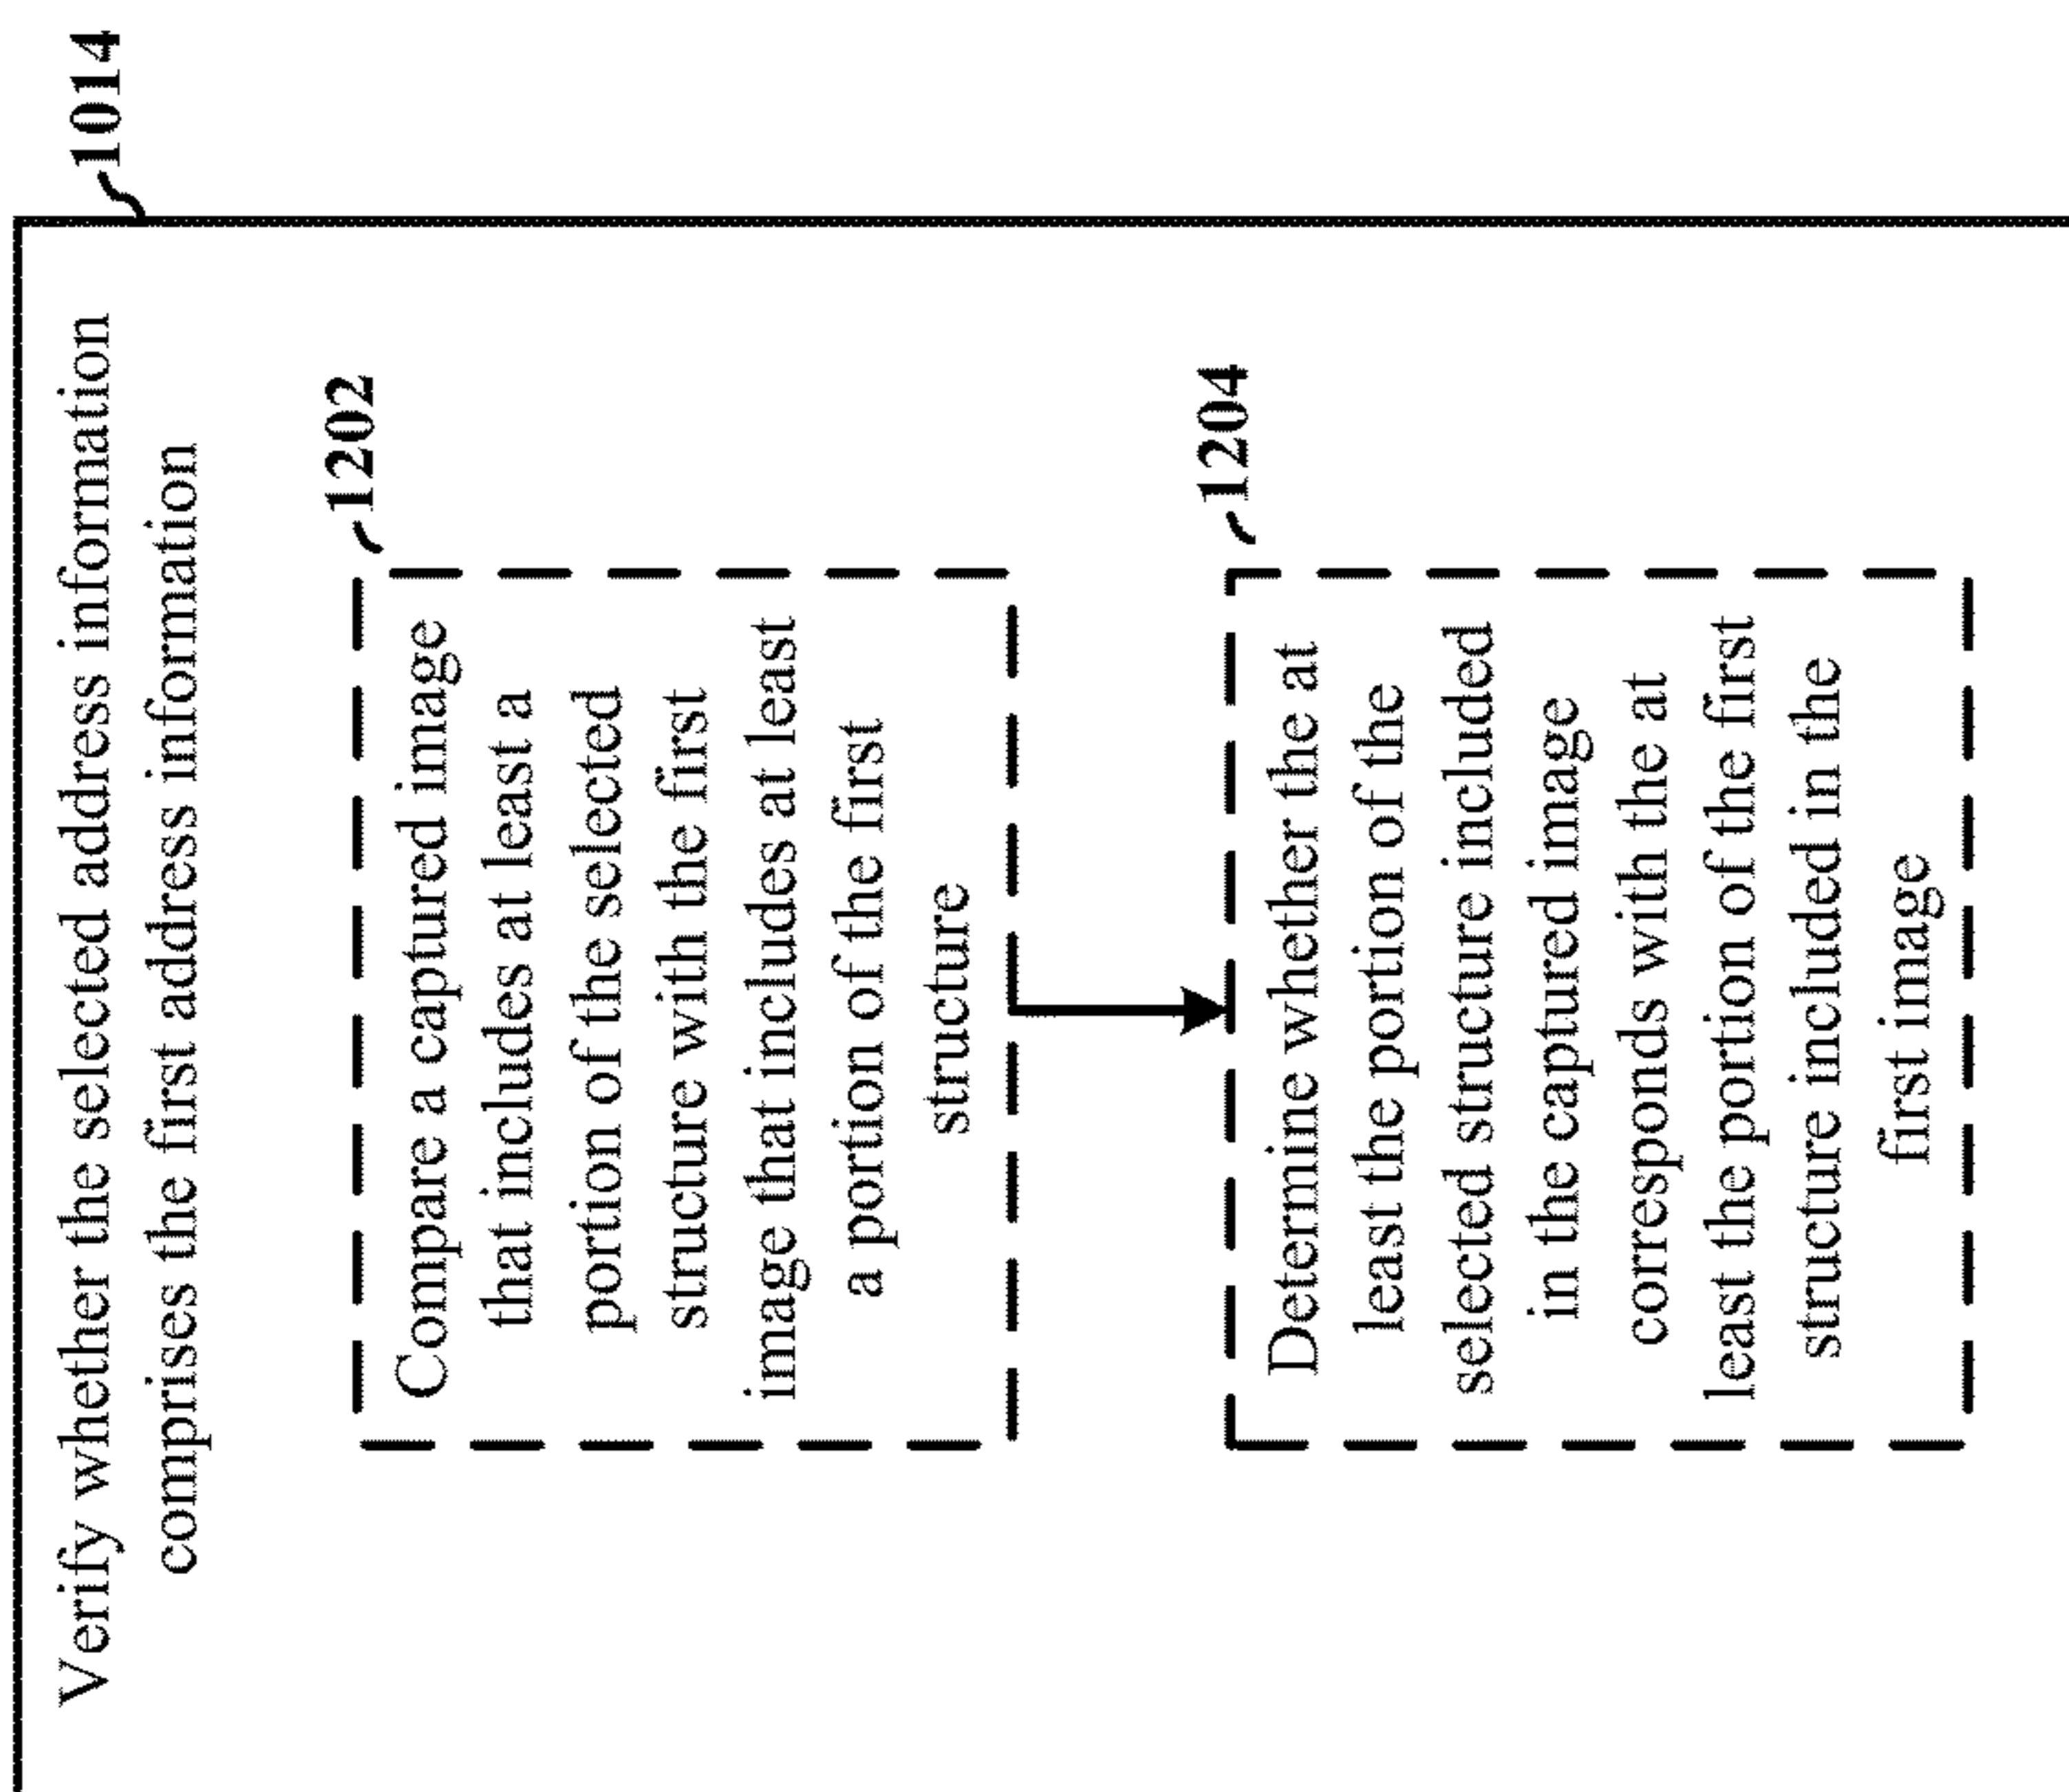 1014
Verify whether the selected address information
comprises the first address information
1202
Compare a captured image
that includes at least a
portion of the selected
structure with the first
image that includes at least
a portion of the first
structure
1204
Determine whether the at
least the portion of the
selected structure included
in the captured image
corresponds with the at
least the portion of the first
structure included in the
first image